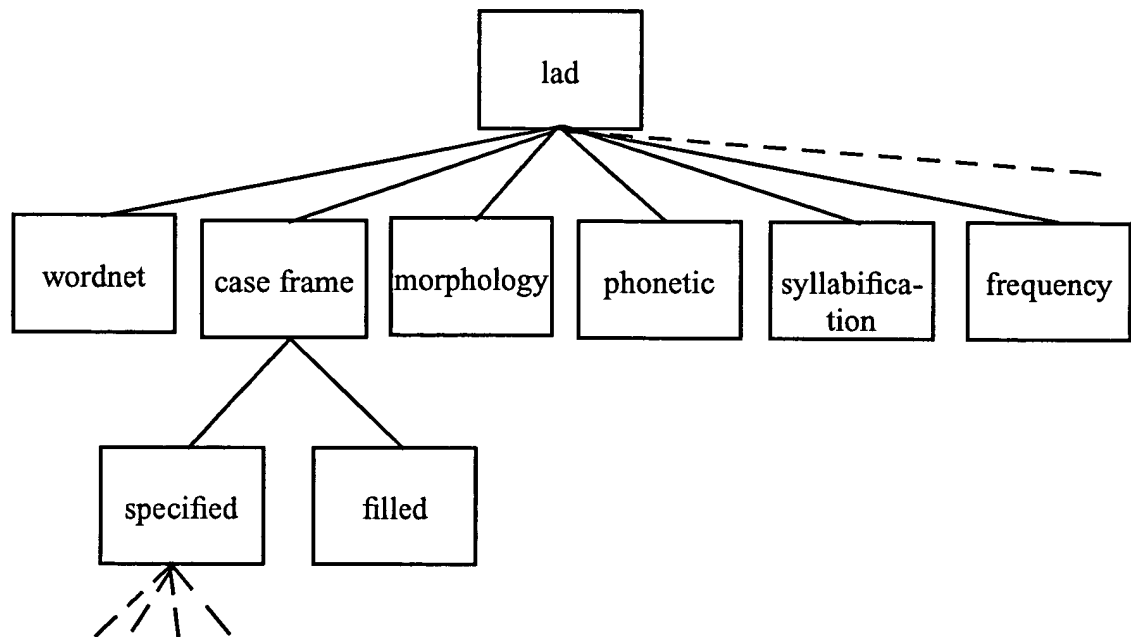 lad
wordnet
case frame
morphology
phonetic
syllabifica-
tion
frequency
specified
filled